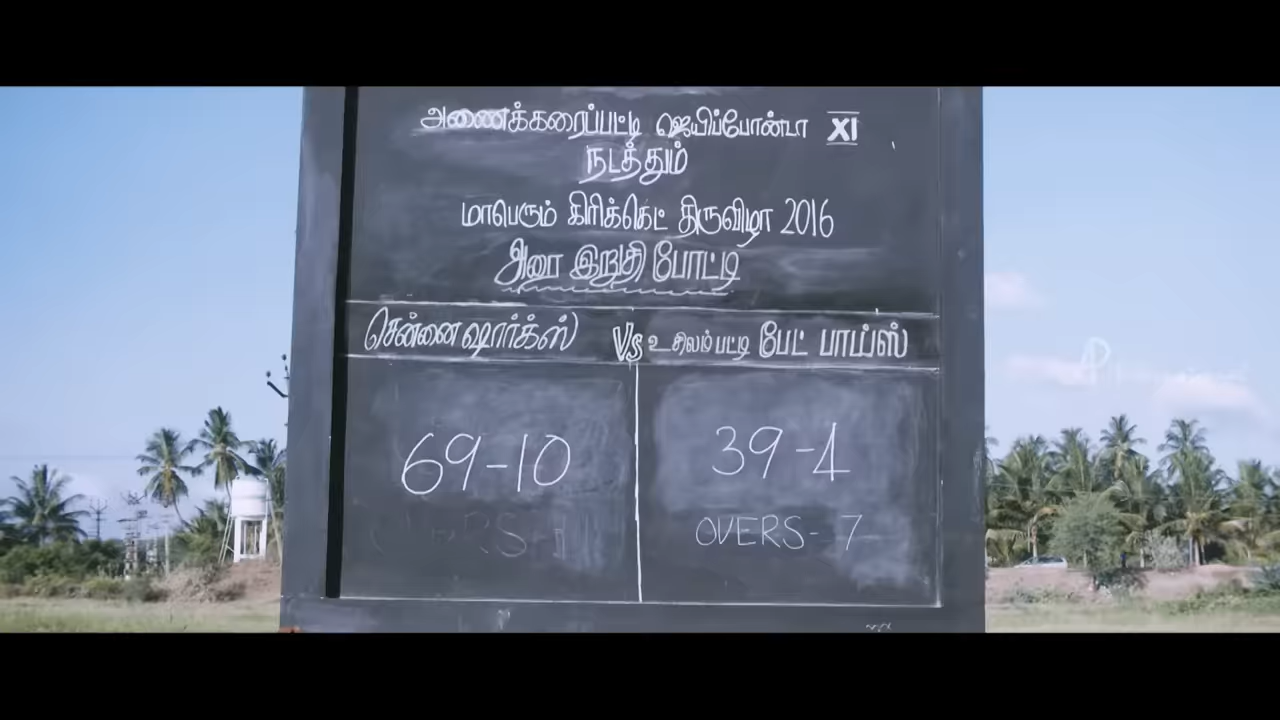 அணைக்கரைப்பட்டி ஜெயிப்போன்டா XI
நடத்தும்
மாபெரும் கிரிக்கெட் திருவிழா 2016
அரை இறுதி போட்டி
சென்னை ஷார்க்ஸ் Vs உசிலம்பட்டி பேட் பாய்ஸ்
69-10 39-4
OVERS-7